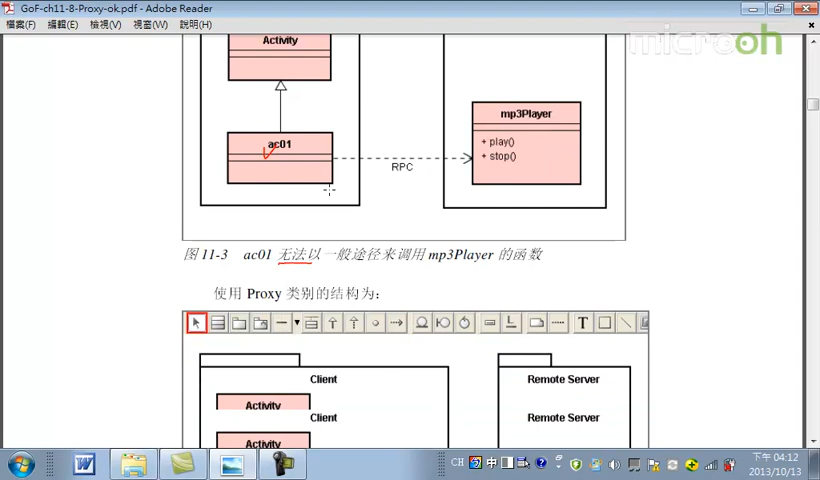 GoF-ch11-8-Proxy-ok.pdf - Adobe Reader
檔案(F) 編輯(E) 檢視(V) 視窗(W) 說明(H)
microoh
Activity
ac01
RPC
mp3Player
+ play()
+ stop()
图 11-3 ac01 无法以一般途径来调用 mp3Player 的函数
使用 Proxy 类别的结构为：
T
Client
Remote Server
Activity
Client
Remote Server
Activity
CH 中
下午 04:12
2013/10/13